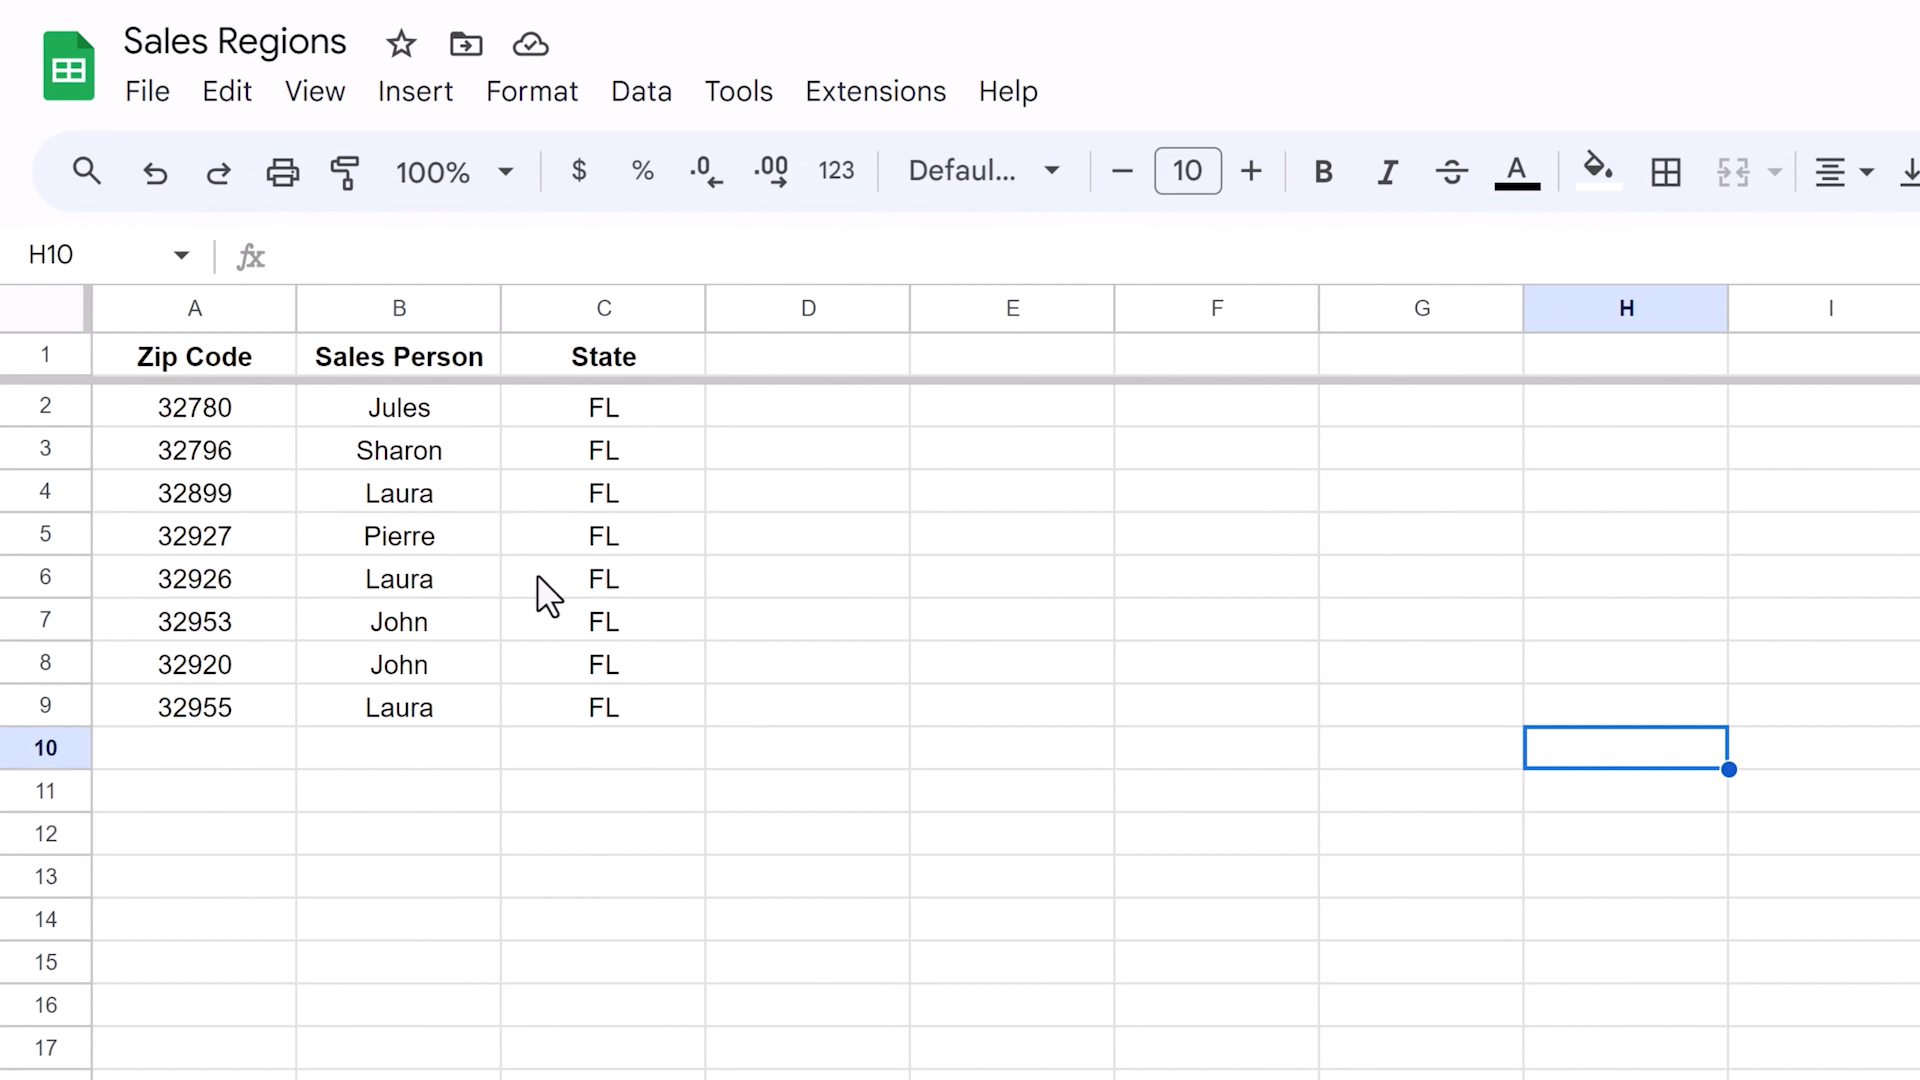 Sales Regions
File Edit View Insert Format Data Tools Extensions Help
100% $ % .0 .00 123 Defaul... 10 B I S A
H10 fx
A B C D E F G H I
1 Zip Code Sales Person State
2 32780 Jules FL
3 32796 Sharon FL
4 32899 Laura FL
5 32927 Pierre FL
6 32926 Laura FL
7 32953 John FL
8 32920 John FL
9 32955 Laura FL
10
11
12
13
14
15
16
17